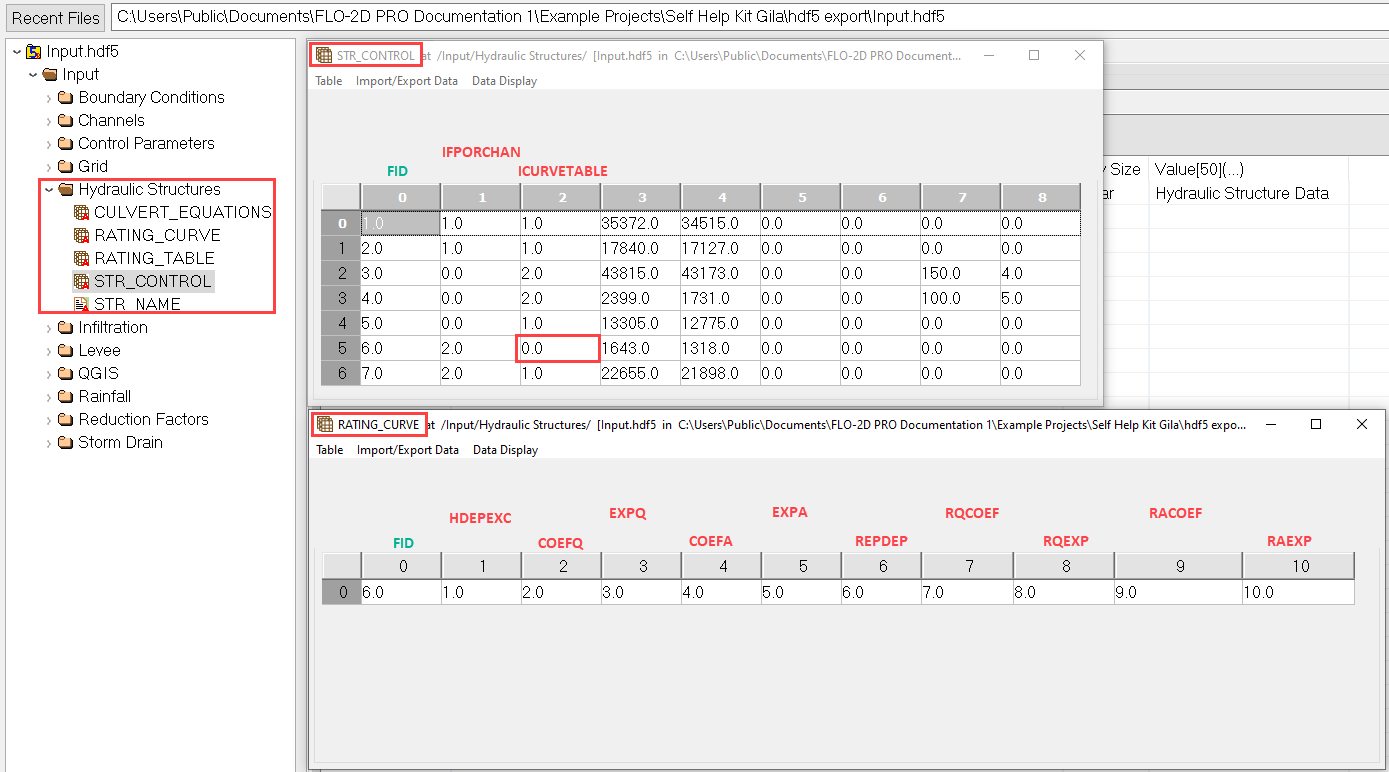 Recent Files C:\Users\Public\Documents\FLO-2D PRO Documentation 1\Example Projects\Self Help Kit Gila\hdf5 export\Input.hdf5
Input.hdf5
Input
Boundary Conditions
Channels
Control Parameters
Grid
Hydraulic Structures
CULVERT_EQUATIONS
RATING_CURVE
RATING_TABLE
STR_CONTROL
STR_NAME
Infiltration
Levee
QGIS
Rainfall
Reduction Factors
Storm Drain
STR_CONTROL at /Input/Hydraulic Structures/ [Input.hdf5 in C:\Users\Public\Documents\FLO-2D PRO Document...
Table Import/Export Data Data Display
IFPORCHAN
FID ICURVETABLE
0 1 2 3 4 5 6 7 8
0 1.0 1.0 1.0 35372.0 34515.0 0.0 0.0 0.0 0.0
1 2.0 1.0 1.0 17840.0 17127.0 0.0 0.0 0.0 0.0
2 3.0 0.0 2.0 43815.0 43173.0 0.0 0.0 150.0 4.0
3 4.0 0.0 2.0 2399.0 1731.0 0.0 0.0 100.0 5.0
4 5.0 0.0 1.0 13305.0 12775.0 0.0 0.0 0.0 0.0
5 6.0 2.0 0.0 1643.0 1318.0 0.0 0.0 0.0 0.0
6 7.0 2.0 1.0 22655.0 21898.0 0.0 0.0 0.0 0.0
Size Value[50](...)
Hydraulic Structure Data
RATING_CURVE at /Input/Hydraulic Structures/ [Input.hdf5 in C:\Users\Public\Documents\FLO-2D PRO Documentation 1\Example Projects\Self Help Kit Gila\hdf5 expo...
Table Import/Export Data Data Display
HDEPEXC EXPQ EXPA RQCOEF RACOEF
FID COEFQ COEFA REPDEP RQEXP RAEXP
0 1 2 3 4 5 6 7 8 9 10
0 6.0 1.0 2.0 3.0 4.0 5.0 6.0 7.0 8.0 9.0 10.0